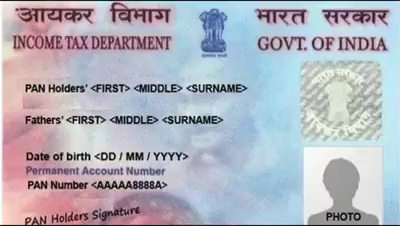 आयकर विभाग
भारत सरकार
INCOME TAX DEPARTMENT
GOVT. OF INDIA
PAN Holders' <FIRST> <MIDDLE> <SURNAME>
Fathers' <FIRST> <MIDDLE> <SURNAME>
Date of birth <DD / MM / YYYY>
Permanent Account Number
PAN Number <AAAAA8888A>
PAN Holders Signature
PHOTO